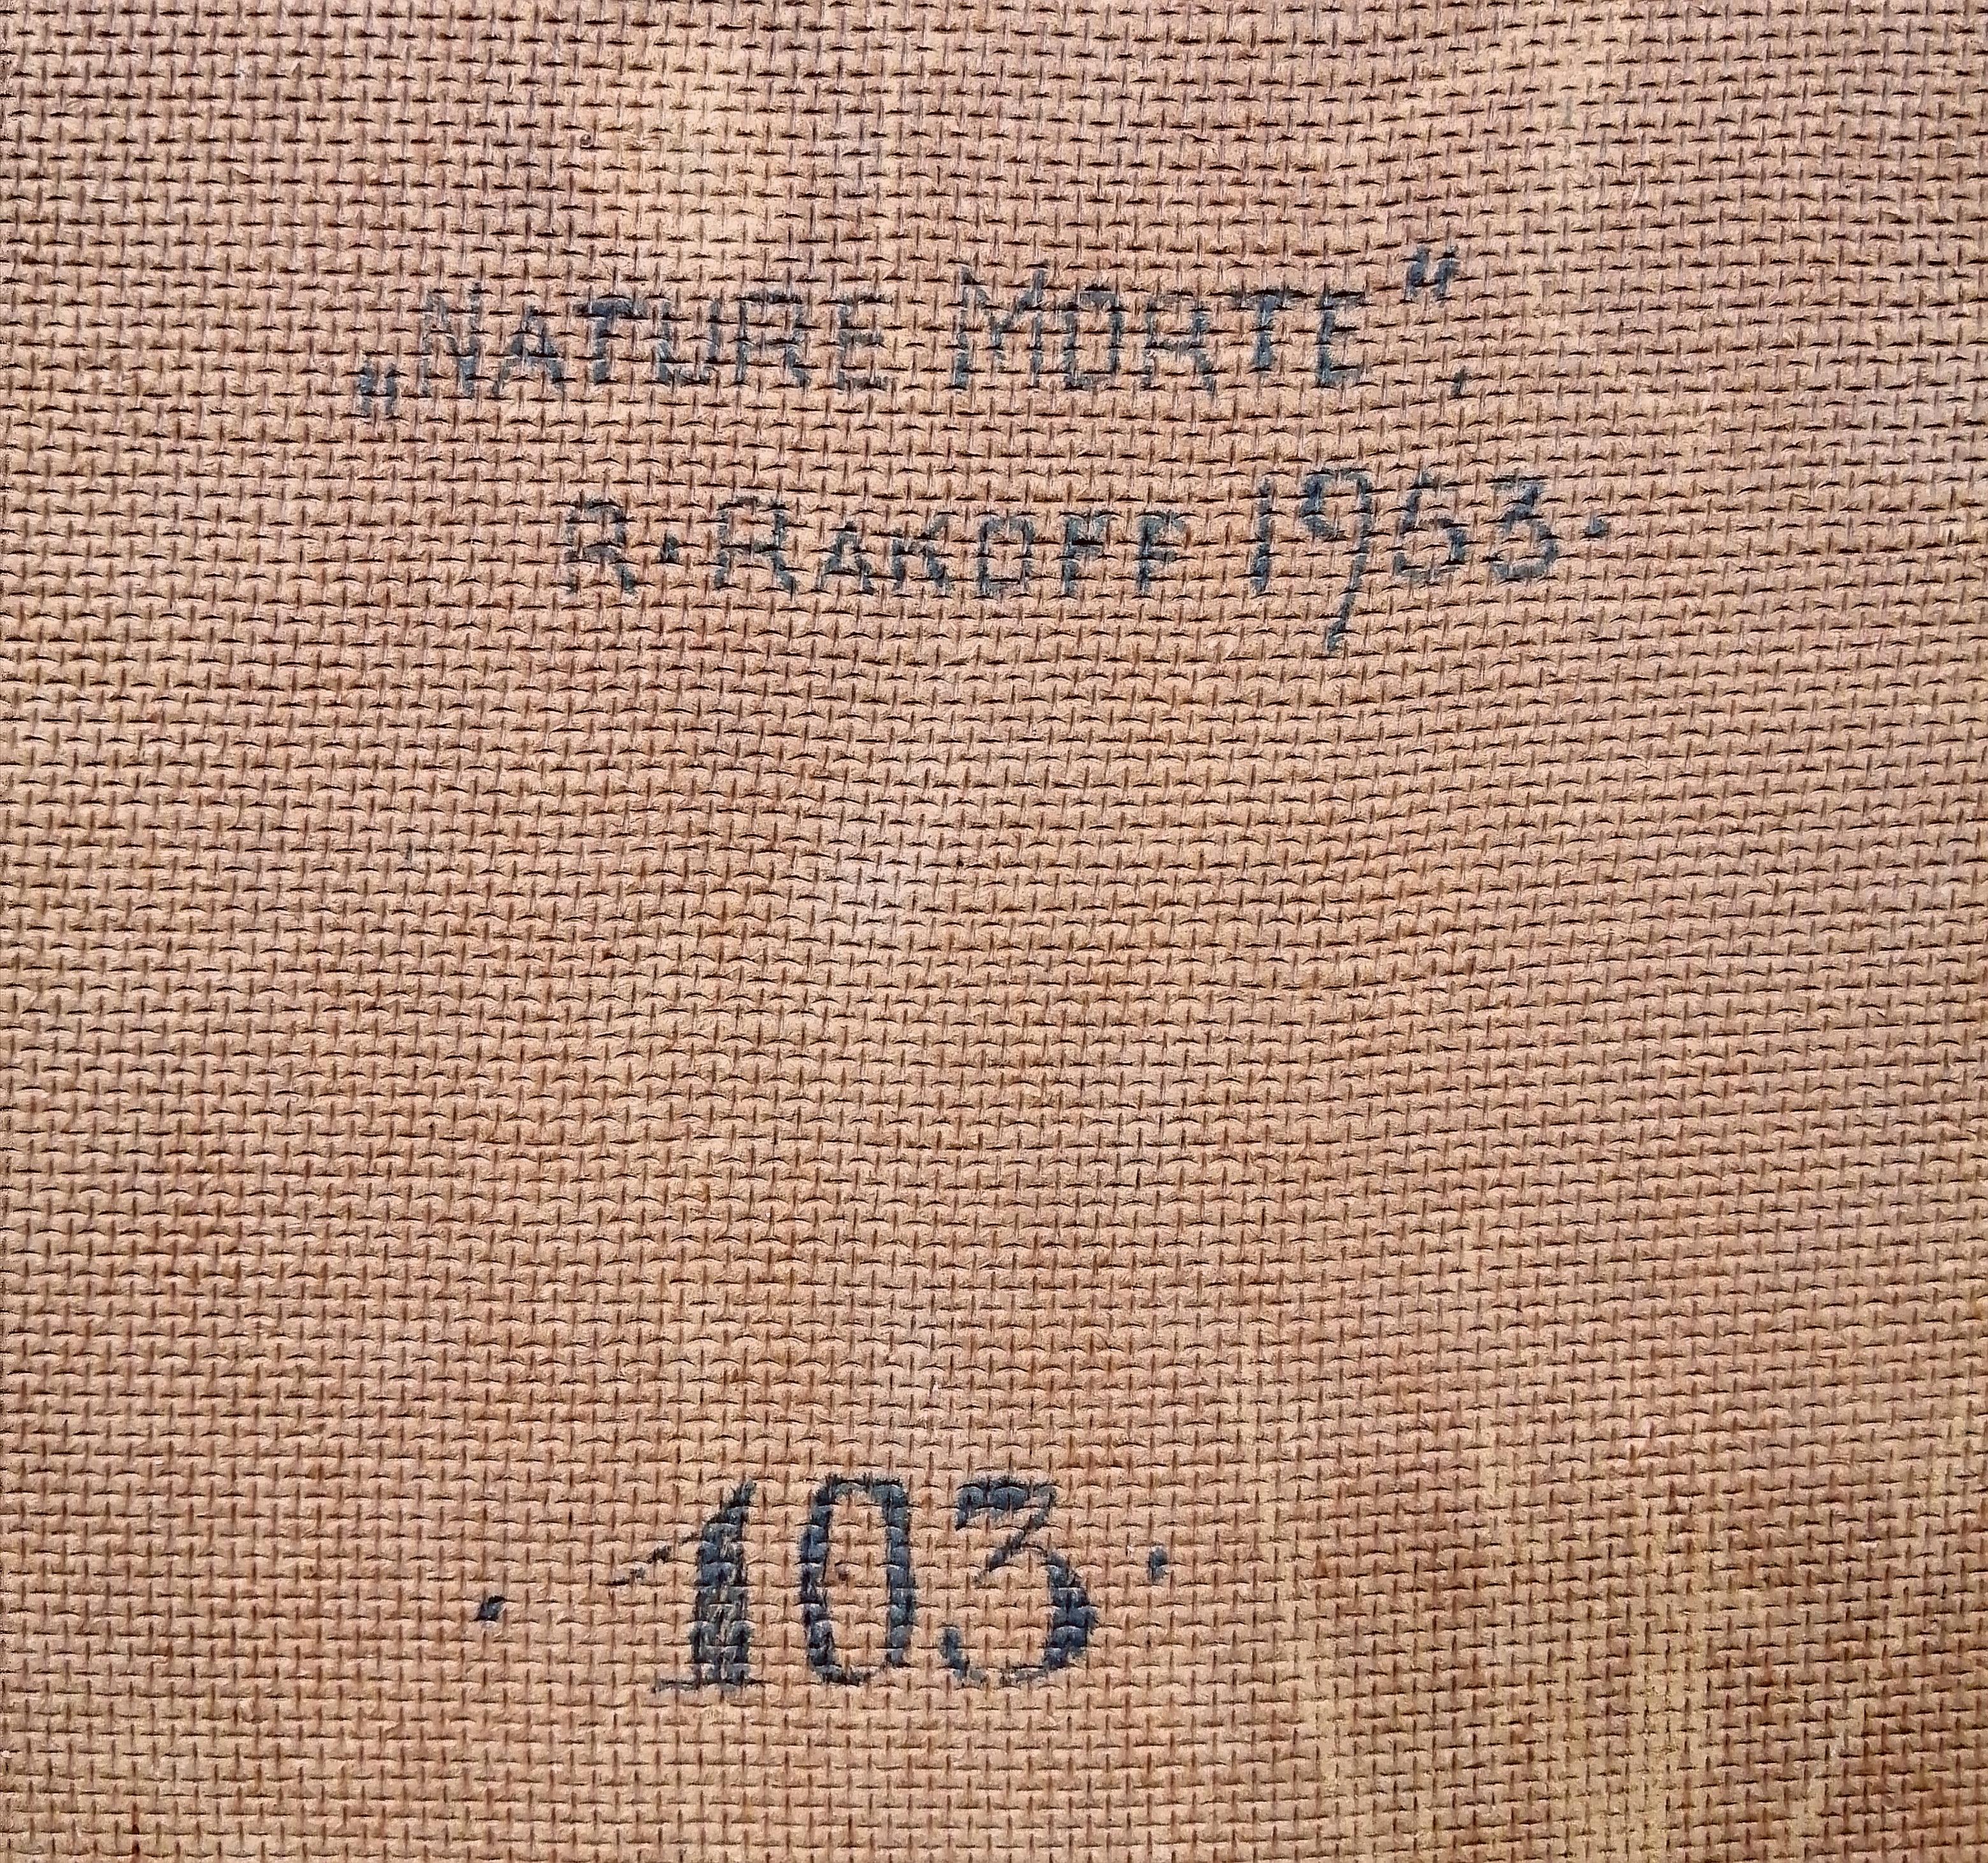 „NATURE MORTE“.
R·RAKOFF 1963·
· 103 ·